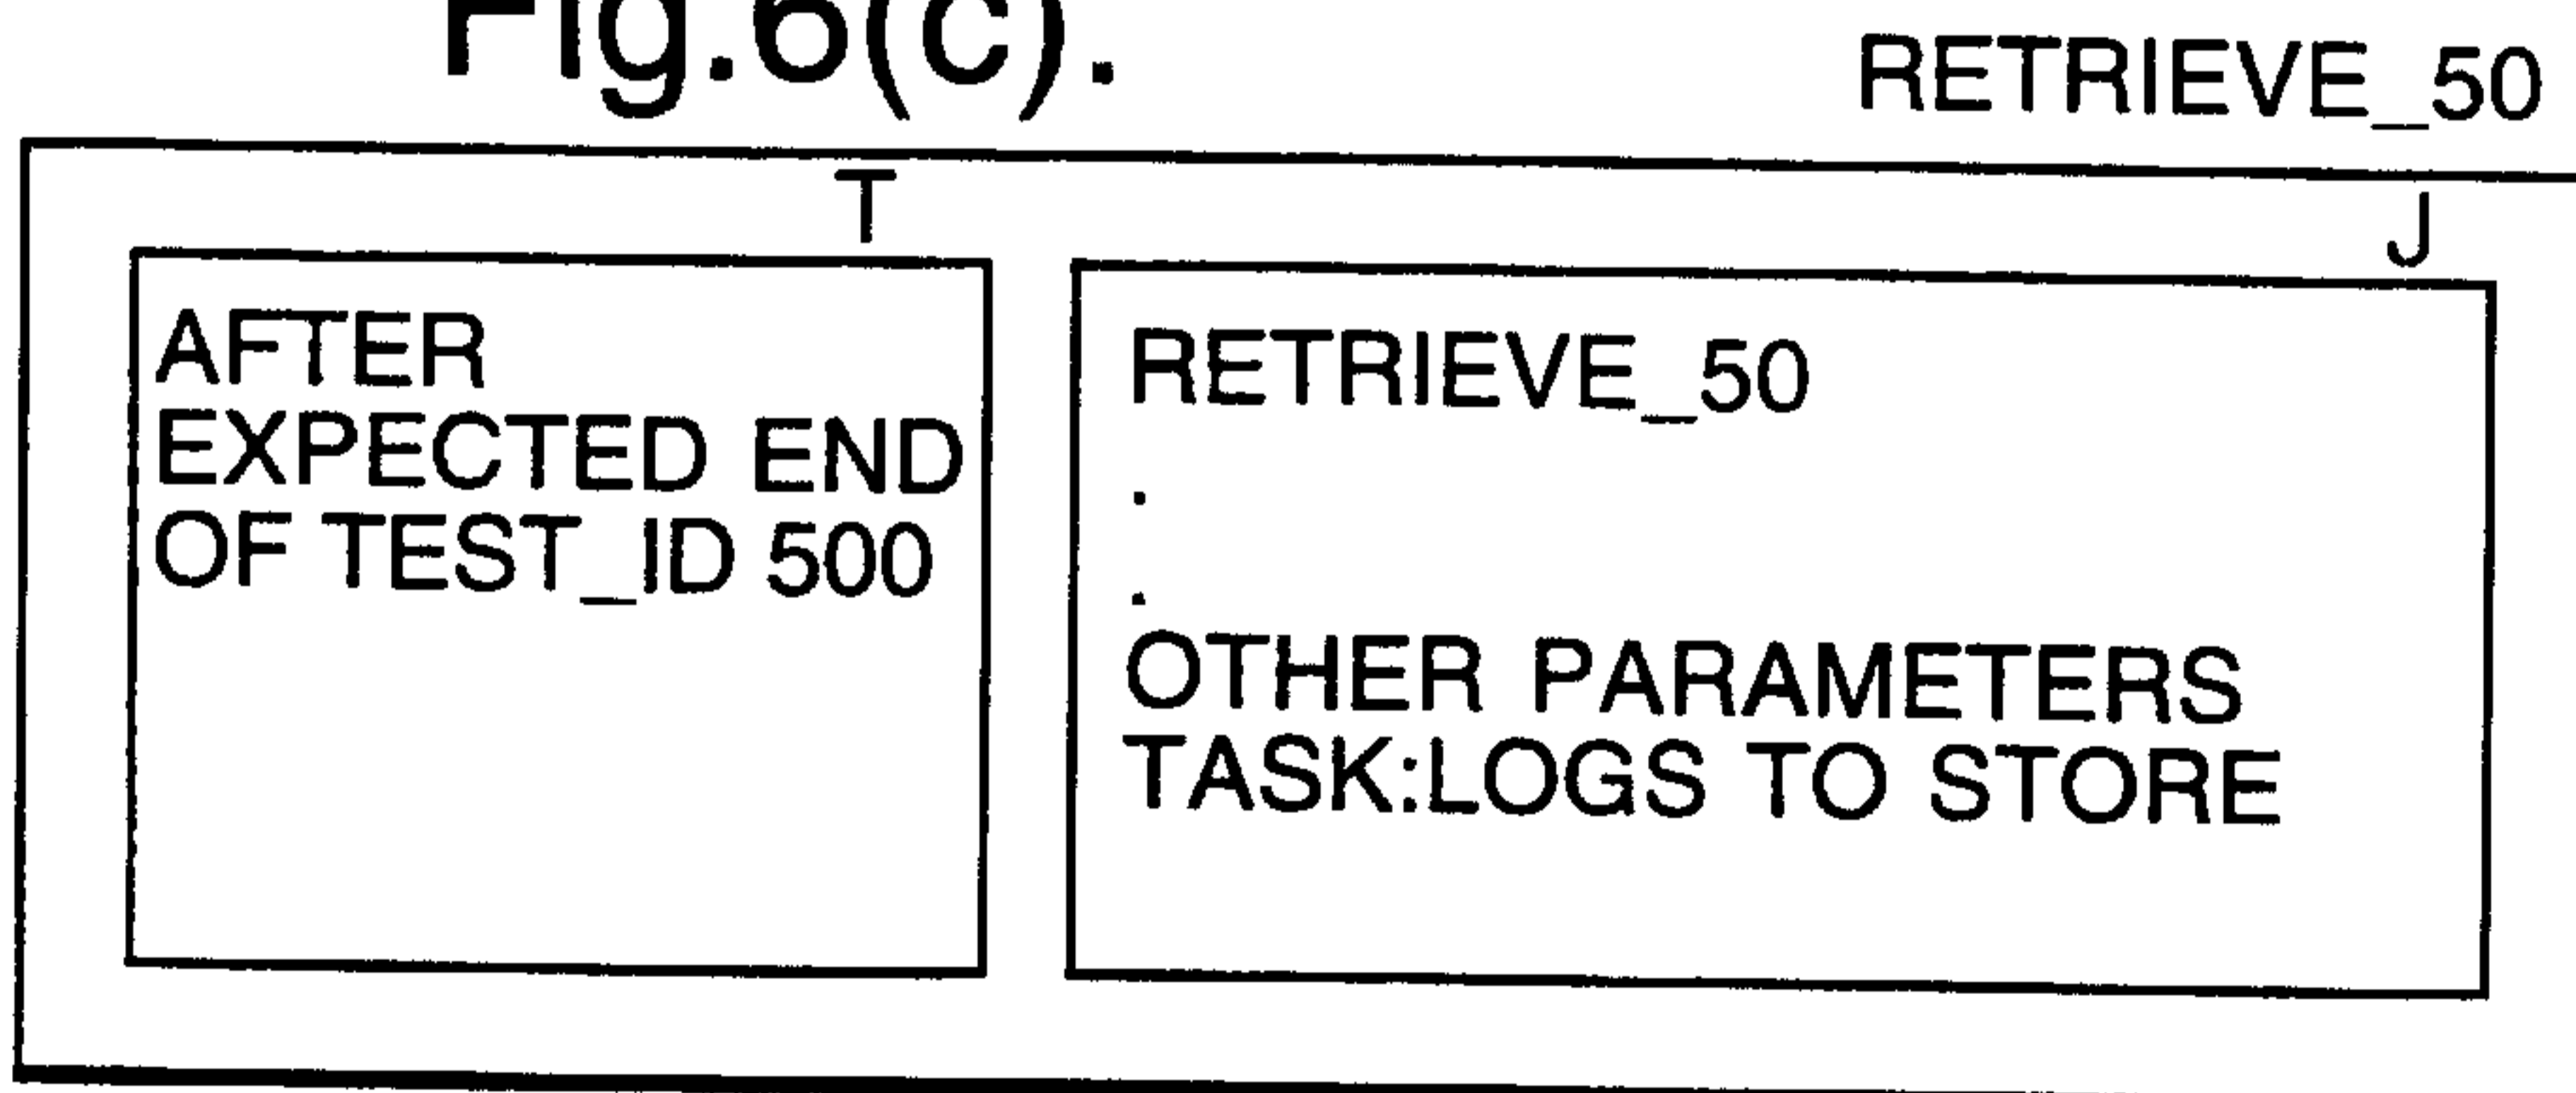 Fig.6(c).
RETRIEVE_50
T
J
AFTER
EXPECTED END
OF TEST_ID 500
RETRIEVE_50
.
.
OTHER PARAMETERS
TASK:LOGS TO STORE